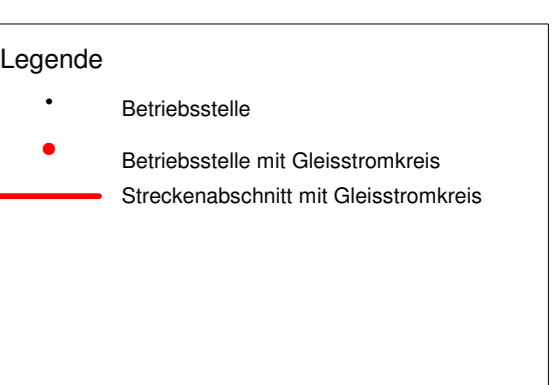 Legende
Betriebsstelle
Betriebsstelle mit Gleisstromkreis
Streckenabschnitt mit Gleisstromkreis